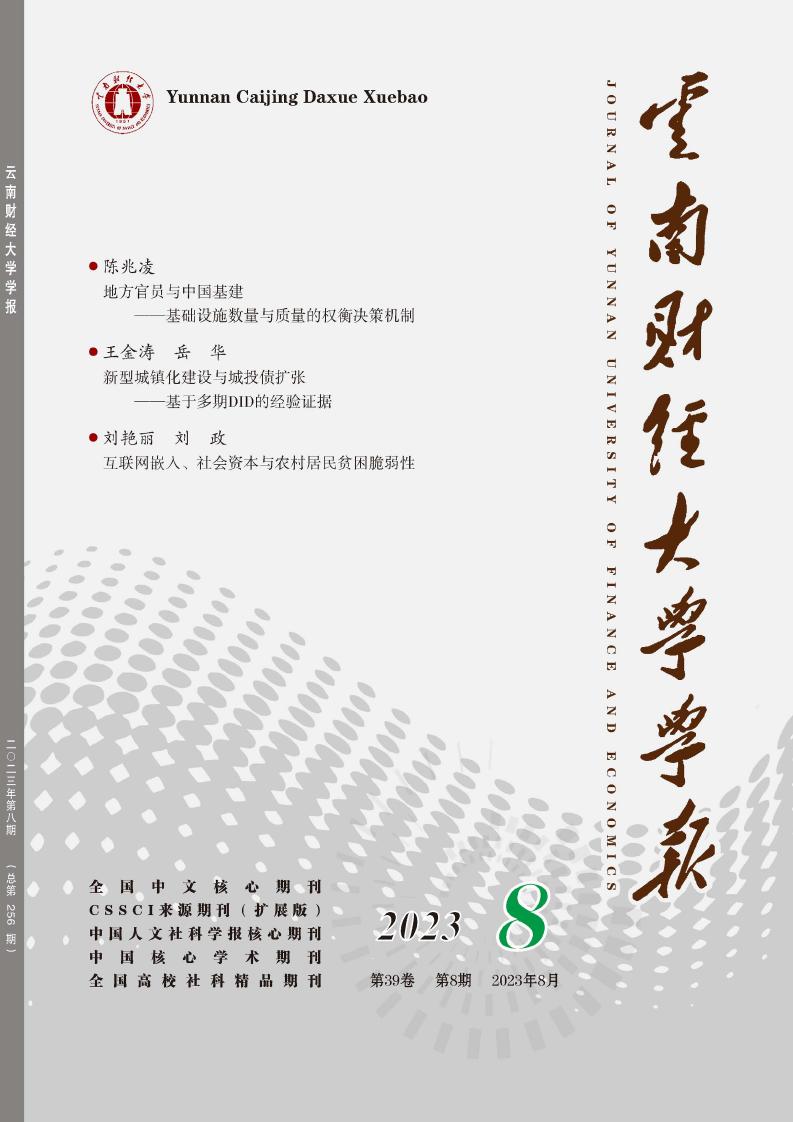 云南财经大学学报
二〇二三年第八期 (总第 256 期)
Yunnan Caijing Daxue Xuebao
雲南财经大學學報
JOURNAL OF YUNNAN UNIVERSITY OF FINANCE AND ECONOMICS
● 陈兆凌
地方官员与中国基建
——基础设施数量与质量的权衡决策机制
● 王金涛 岳 华
新型城镇化建设与城投债扩张
——基于多期DID的经验证据
● 刘艳丽 刘 政
互联网嵌入、社会资本与农村居民贫困脆弱性
全国中文核心期刊
CSSCI来源期刊(扩展版)
中国人文社科学报核心期刊
中国核心学术期刊
全国高校社科精品期刊
2023 8
第39卷 第8期 2023年8月